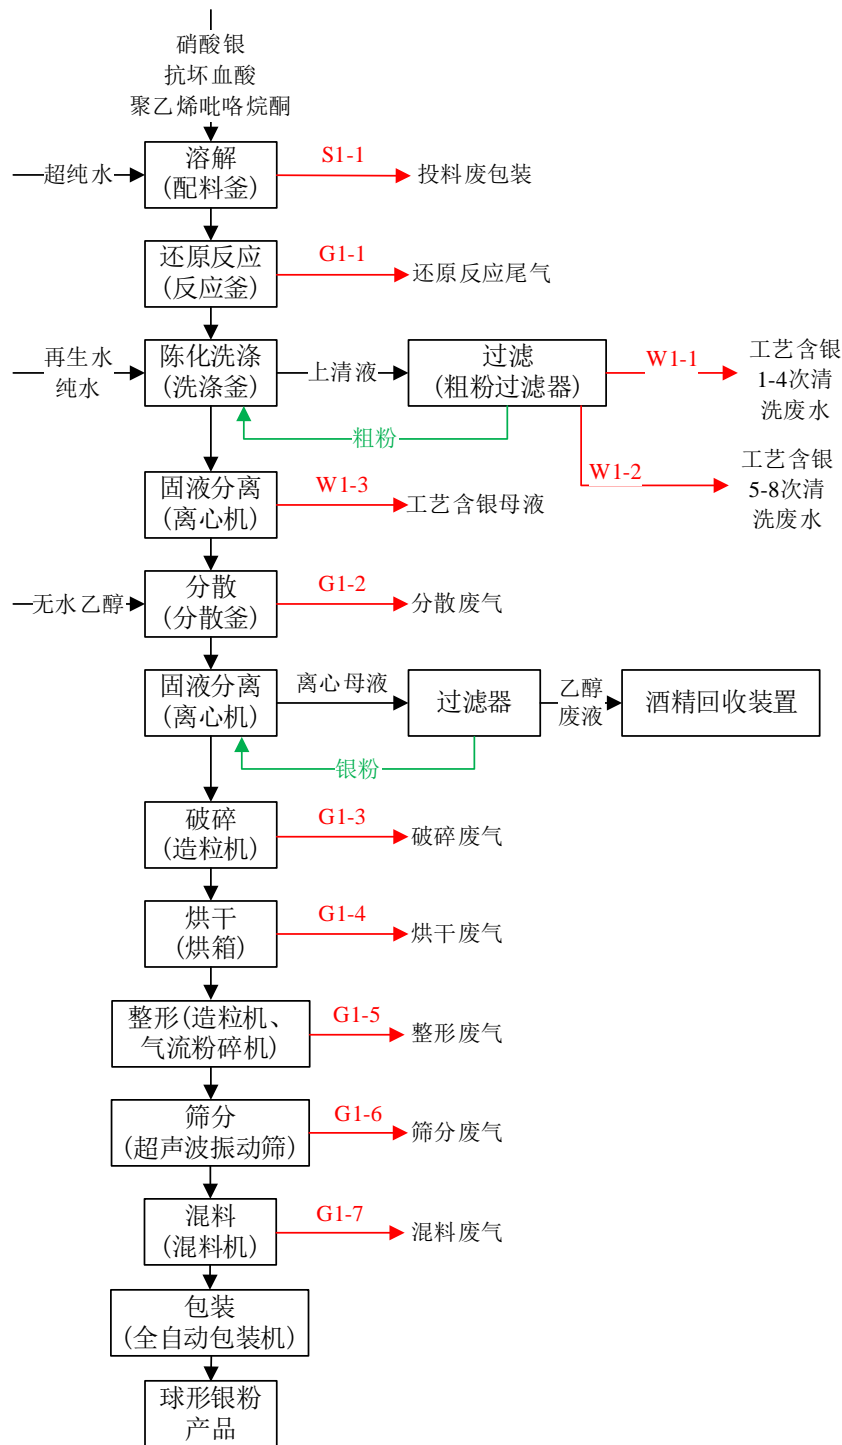 硝酸银
抗坏血酸
聚乙烯吡咯烷酮
超纯水
溶解
(配料釜)
S1-1
投料废包装
还原反应
(反应釜)
G1-1
还原反应尾气
再生水
纯水
陈化洗涤
(洗涤釜)
上清液
过滤
(粗粉过滤器)
W1-1
工艺含银
1-4次清
洗废水
粗粉
W1-2
工艺含银
5-8次清
洗废水
固液分离
(离心机)
W1-3
工艺含银母液
无水乙醇
分散
(分散釜)
G1-2
分散废气
固液分离
(离心机)
离心母液
过滤器
乙醇
废液
酒精回收装置
银粉
破碎
(造粒机)
G1-3
破碎废气
烘干
(烘箱)
G1-4
烘干废气
整形(造粒机、
气流粉碎机)
G1-5
整形废气
筛分
(超声波振动筛)
G1-6
筛分废气
混料
(混料机)
G1-7
混料废气
包装
(全自动包装机)
球形银粉
产品